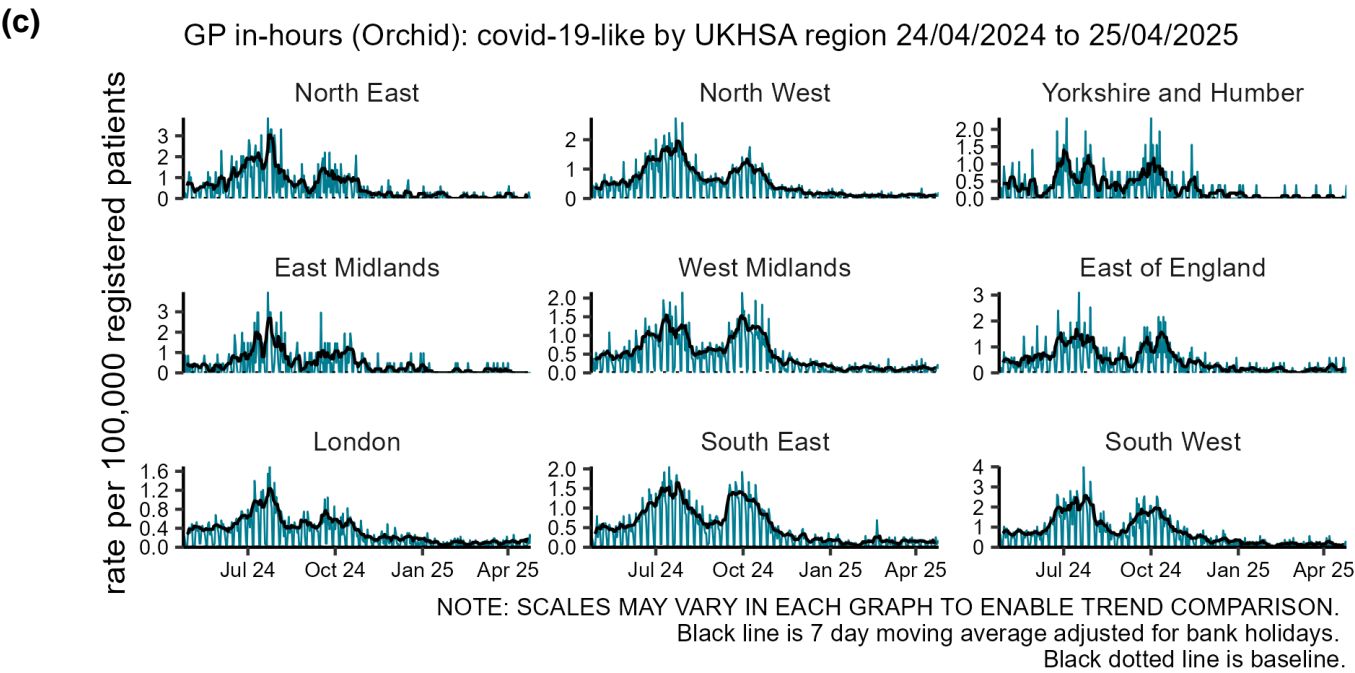 (c)
GP in-hours (Orchid): covid-19-like by UKHSA region 24/04/2024 to 25/04/2025
rate per 100,000 registered patients
North East
3
2
1
0
North West
2
1
0
Yorkshire and Humber
2.0
1.5
1.0
0.5
0.0
East Midlands
3
2
1
0
West Midlands
2.0
1.5
1.0
0.5
0.0
East of England
3
2
1
0
London
1.6
1.2
0.8
0.4
0.0
Jul 24 Oct 24 Jan 25 Apr 25
South East
2.0
1.5
1.0
0.5
0.0
Jul 24 Oct 24 Jan 25 Apr 25
South West
4
3
2
1
0
Jul 24 Oct 24 Jan 25 Apr 25
NOTE: SCALES MAY VARY IN EACH GRAPH TO ENABLE TREND COMPARISON.
Black line is 7 day moving average adjusted for bank holidays.
Black dotted line is baseline.